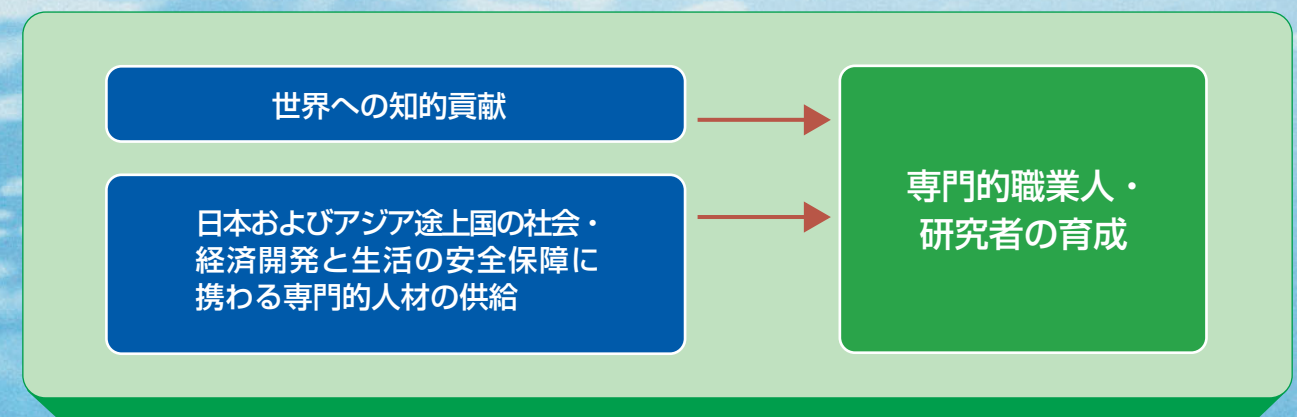 世界への知的貢献
日本およびアジア途上国の社会・
経済開発と生活の安全保障に
携わる専門的人材の供給
専門的職業人・
研究者の育成